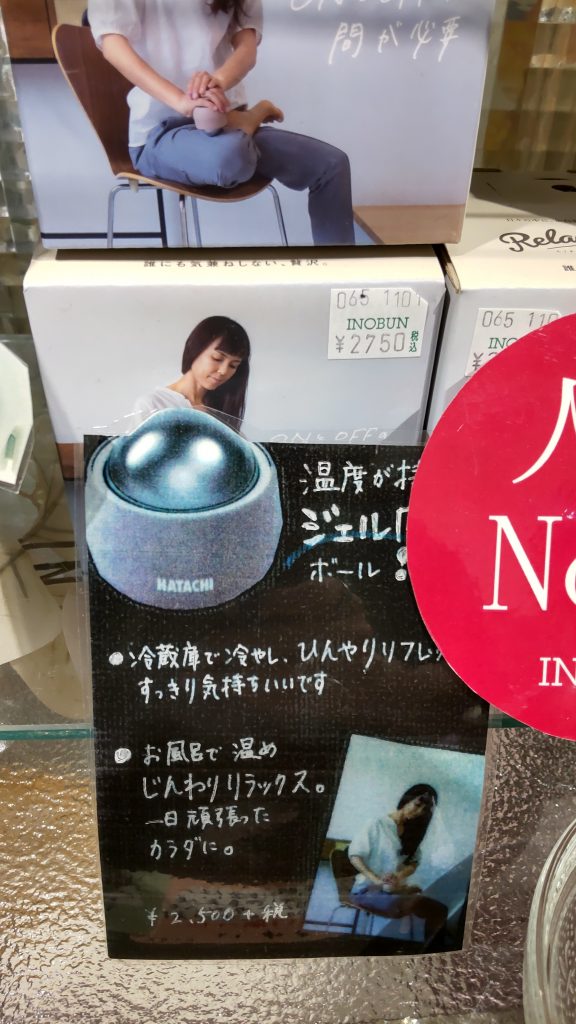 間が必要
誰にも気兼ねしない、贅沢。
065 1101
INOBUN
¥2750 税込
Rela
065 110
INO
¥2
ON & OFF
温度が持
ジェル
ボール!
HATACHI
●冷蔵庫で冷やし、ひんやりリフレッ
すっきり気持ちいいです
●お風呂で温め
じんわりリラックス。
一日頑張った
カラダに。
¥2,500+税
N
IN